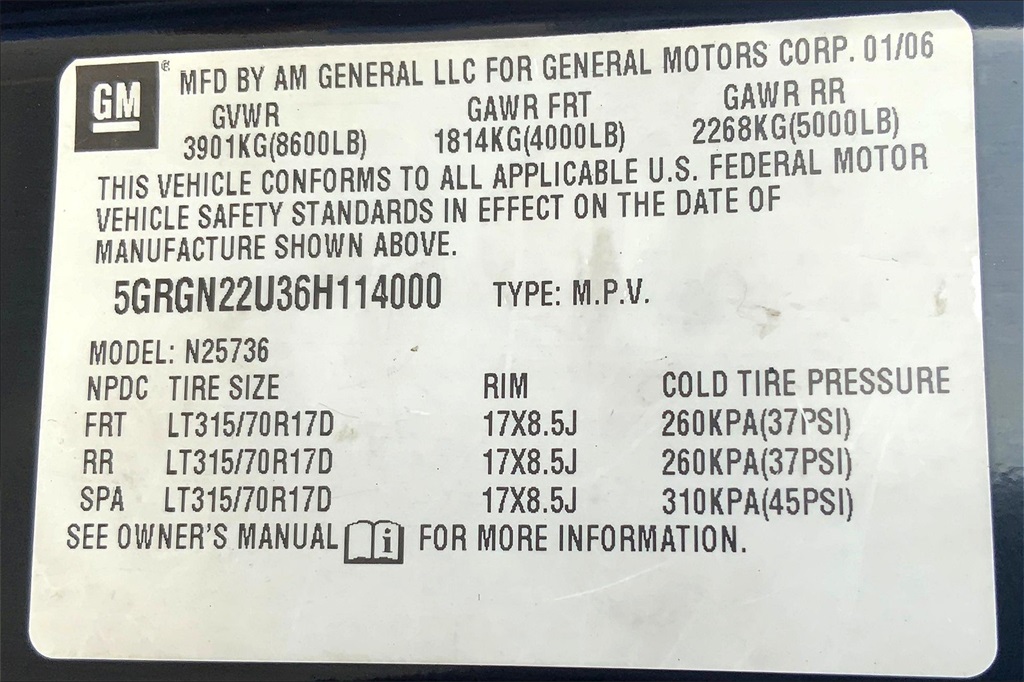 GM ® MFD BY AM GENERAL LLC FOR GENERAL MOTORS CORP. 01/06
GVWR GAWR FRT GAWR RR
3901KG(8600LB) 1814KG(4000LB) 2268KG(5000LB)
THIS VEHICLE CONFORMS TO ALL APPLICABLE U.S. FEDERAL MOTOR
VEHICLE SAFETY STANDARDS IN EFFECT ON THE DATE OF
MANUFACTURE SHOWN ABOVE.
5GRGN22U36H114000 TYPE: M.P.V.
MODEL: N25736
NPDC TIRE SIZE RIM COLD TIRE PRESSURE
FRT LT315/70R17D 17X8.5J 260KPA(37PSI)
RR LT315/70R17D 17X8.5J 260KPA(37PSI)
SPA LT315/70R17D 17X8.5J 310KPA(45PSI)
SEE OWNER'S MANUAL i FOR MORE INFORMATION.